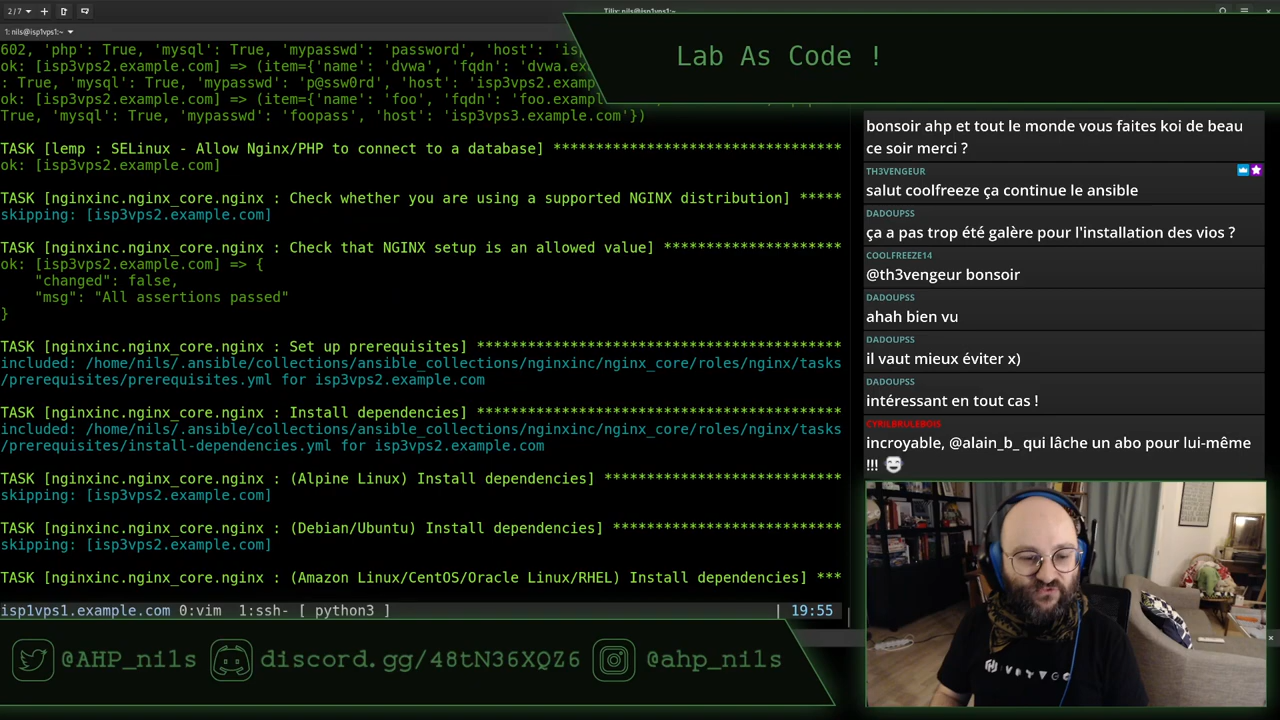 2/7
Tilix: nils@isp1vps1:~
1: nils@isp1vps1:~
602, 'php': True, 'mysql': True, 'mypasswd': 'password', 'host': 'isp
ok: [isp3vps2.example.com] => (item={'name': 'dvwa', 'fqdn': 'dvwa.ex
: True, 'mysql': True, 'mypasswd': 'p@ssw0rd', 'host': 'isp3vps2.example
ok: [isp3vps2.example.com] => (item={'name': 'foo', 'fqdn': 'foo.exampl
True, 'mysql': True, 'mypasswd': 'foopass', 'host': 'isp3vps3.example.com'})
TASK [lemp : SELinux - Allow Nginx/PHP to connect to a database] **********************************
ok: [isp3vps2.example.com]
TASK [nginxinc.nginx_core.nginx : Check whether you are using a supported NGINX distribution] *****
skipping: [isp3vps2.example.com]
TASK [nginxinc.nginx_core.nginx : Check that NGINX setup is an allowed value] *********************
ok: [isp3vps2.example.com] => {
"changed": false,
"msg": "All assertions passed"
}
TASK [nginxinc.nginx_core.nginx : Set up prerequisites] *******************************************
included: /home/nils/.ansible/collections/ansible_collections/nginxinc/nginx_core/roles/nginx/tasks
/prerequisites/prerequisites.yml for isp3vps2.example.com
TASK [nginxinc.nginx_core.nginx : Install dependencies] *******************************************
included: /home/nils/.ansible/collections/ansible_collections/nginxinc/nginx_core/roles/nginx/tasks
/prerequisites/install-dependencies.yml for isp3vps2.example.com
TASK [nginxinc.nginx_core.nginx : (Alpine Linux) Install dependencies] ****************************
skipping: [isp3vps2.example.com]
TASK [nginxinc.nginx_core.nginx : (Debian/Ubuntu) Install dependencies] ***************************
skipping: [isp3vps2.example.com]
TASK [nginxinc.nginx_core.nginx : (Amazon Linux/CentOS/Oracle Linux/RHEL) Install dependencies] ***
isp1vps1.example.com 0:vim 1:ssh- [ python3 ] | 19:55
Lab As Code !
bonsoir ahp et tout le monde vous faites koi de beau
ce soir merci ?
TH3VENGEUR
salut coolfreeze ça continue le ansible
DADOUPSS
ça a pas trop été galère pour l'installation des vios ?
COOLFREEZE14
@th3vengeur bonsoir
DADOUPSS
ahah bien vu
DADOUPSS
il vaut mieux éviter x)
DADOUPSS
intéressant en tout cas !
CYRILBRULEBOIS
incroyable, @alain_b_ qui lâche un abo pour lui-même
!!!
@AHP_nils discord.gg/48tN36XQZ6 @ahp_nils